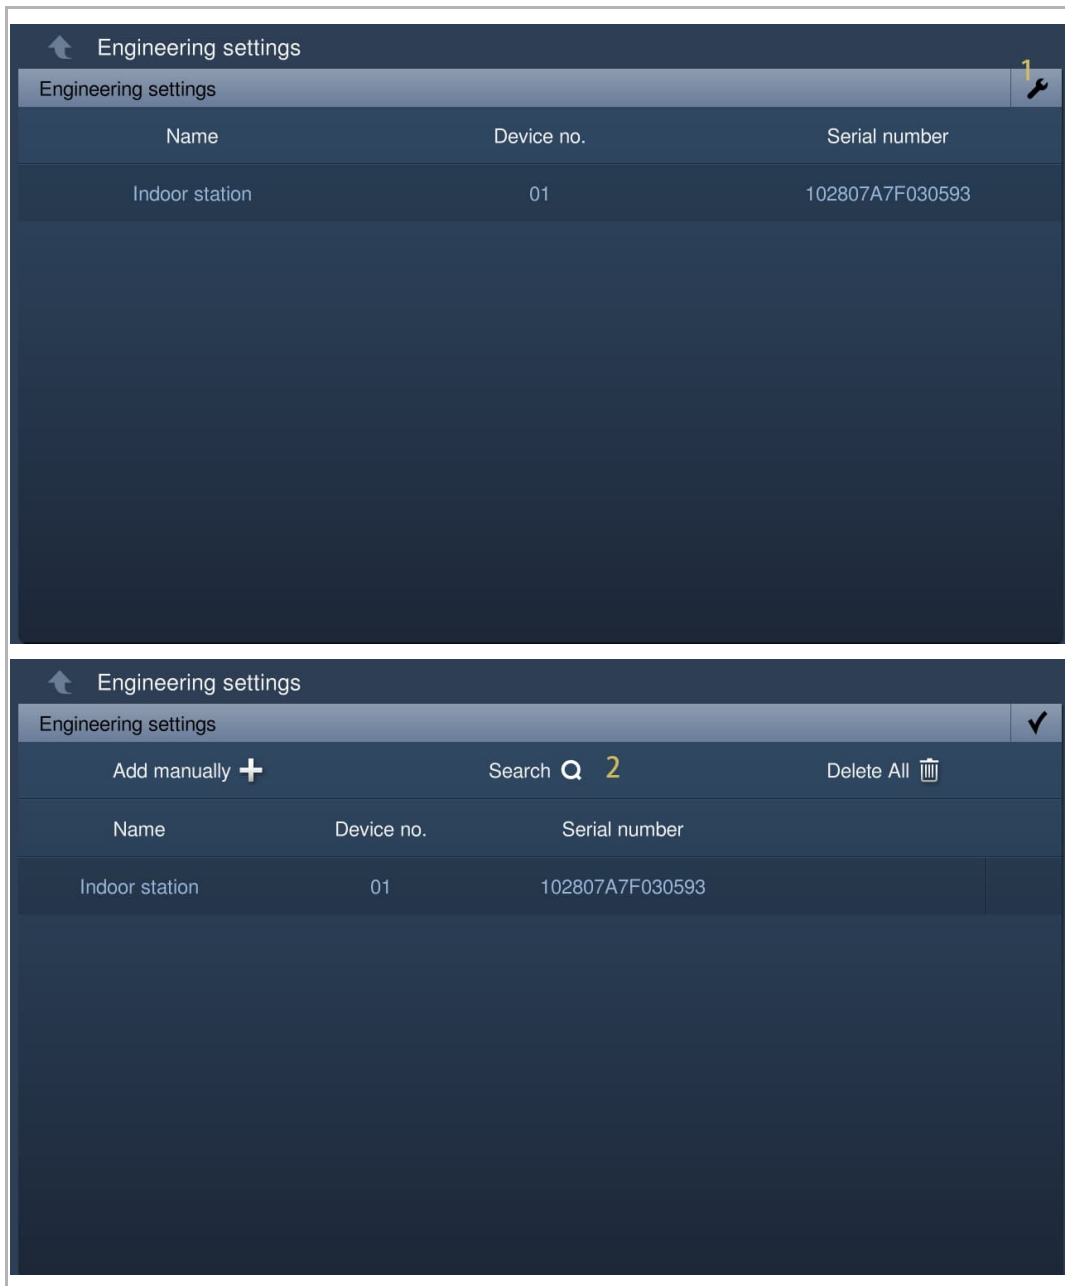 Engineering settings
1
Engineering settings
Name Device no. Serial number
Indoor station 01 102807A7F030593
Engineering settings
Engineering settings
Add manually Search 2 Delete All
Name Device no. Serial number
Indoor station 01 102807A7F030593